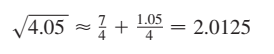 √4.05 ≈ 7/4 + 1.05/4 = 2.0125